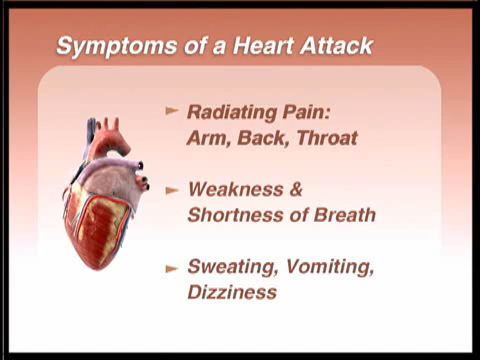 Symptoms of a Heart Attack
Radiating Pain:
Arm, Back, Throat
Weakness &
Shortness of Breath
Sweating, Vomiting,
Dizziness